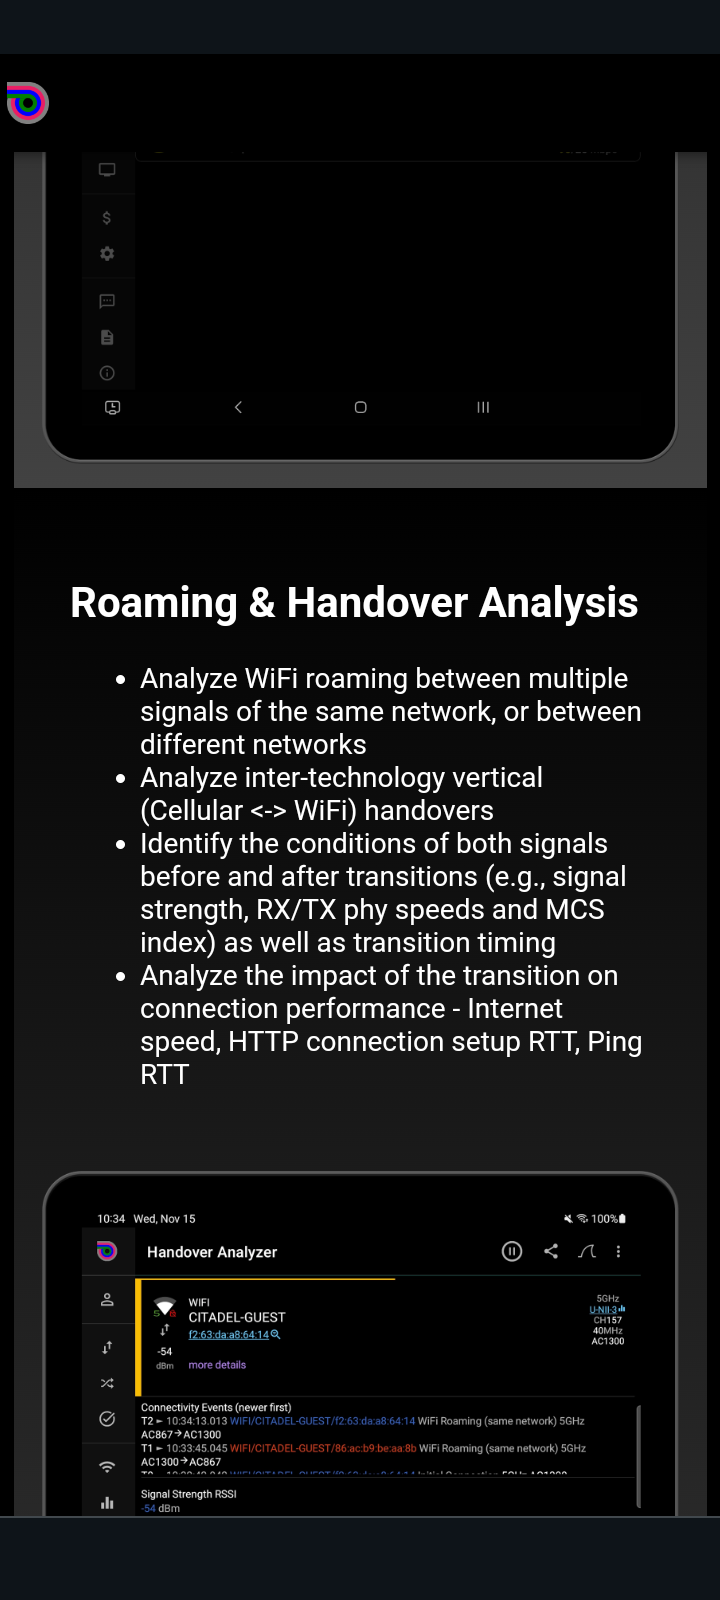 Roaming & Handover Analysis
• Analyze WiFi roaming between multiple
signals of the same network, or between
different networks
• Analyze inter-technology vertical
(Cellular <-> WiFi) handovers
• Identify the conditions of both signals
before and after transitions (e.g., signal
strength, RX/TX phy speeds and MCS
index) as well as transition timing
• Analyze the impact of the transition on
connection performance - Internet
speed, HTTP connection setup RTT, Ping
RTT
10:34 Wed, Nov 15
100%
Handover Analyzer
WIFI
CITADEL-GUEST
f2:63:da:a8:64:14
-54
dBm
more details
5GHz
U-NII-3
CH157
40MHz
AC1300
Connectivity Events (newer first)
T2 ► 10:34:13.013 WIFI/CITADEL-GUEST/f2:63:da:a8:64:14 WiFi Roaming (same network) 5GHz
AC867→AC1300
T1 ► 10:33:45.045 WIFI/CITADEL-GUEST/86:ac:b9:be:aa:8b WiFi Roaming (same network) 5GHz
AC1300→AC867
Signal Strength RSSI
-54 dBm